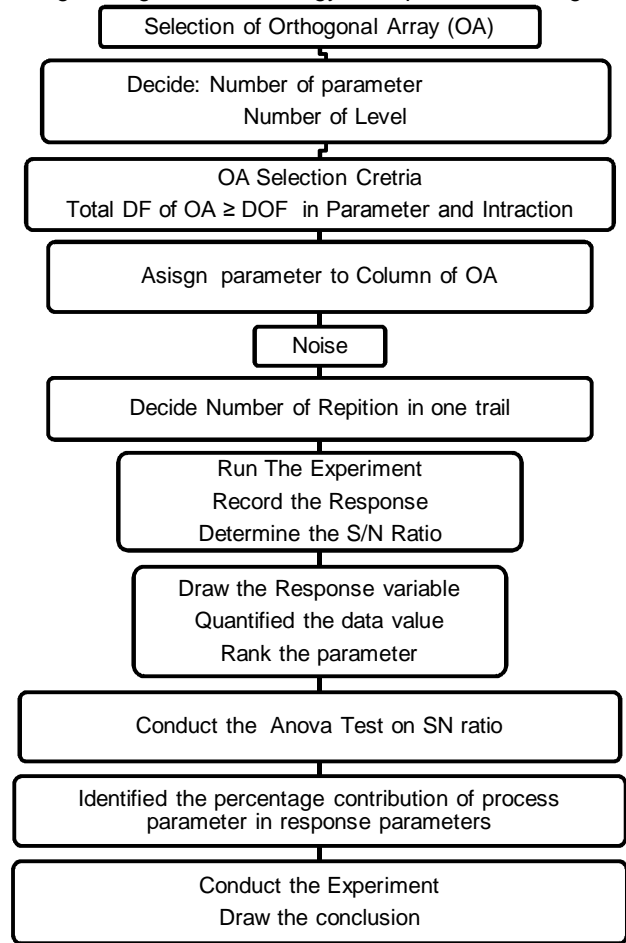 Selection of Orthogonal Array (OA)
Decide: Number of parameter
Number of Level
OA Selection Cretria
Total DF of OA ≥ DOF in Parameter and Intraction
Asisgn parameter to Column of OA
Noise
Decide Number of Repition in one trail
Run The Experiment
Record the Response
Determine the S/N Ratio
Draw the Response variable
Quantified the data value
Rank the parameter
Conduct the Anova Test on SN ratio
Identified the percentage contribution of process
parameter in response parameters
Conduct the Experiment
Draw the conclusion